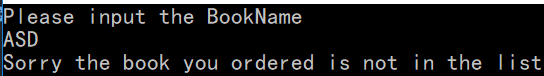 Please input the BookName
ASD
Sorry the book you ordered is not in the list